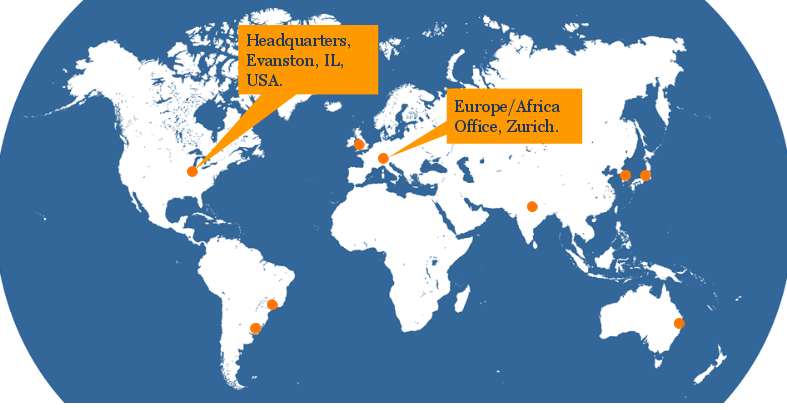 Headquarters,
Evanston, IL,
USA.
Europe/Africa
Office, Zurich.